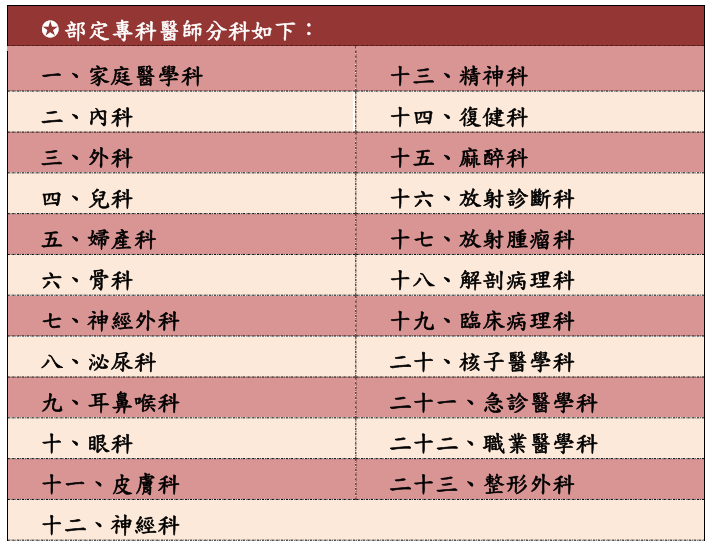 ✪部定專科醫師分科如下：
一、家庭醫學科
二、內科
三、外科
四、兒科
五、婦產科
六、骨科
七、神經外科
八、泌尿科
九、耳鼻喉科
十、眼科
十一、皮膚科
十二、神經科
十三、精神科
十四、復健科
十五、麻醉科
十六、放射診斷科
十七、放射腫瘤科
十八、解剖病理科
十九、臨床病理科
二十、核子醫學科
二十一、急診醫學科
二十二、職業醫學科
二十三、整形外科